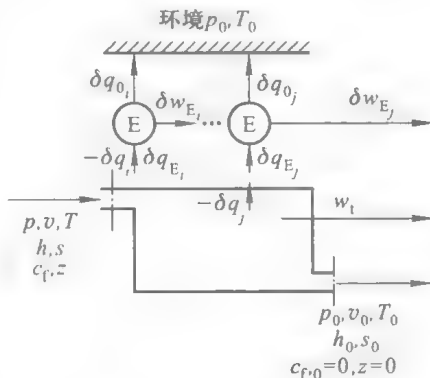 环境p₀,T₀
δq₀ᵢ δq₀ⱼ
E δw_Eᵢ ··· E δw_Eⱼ
−δqᵢ δq_Eᵢ δq_Eⱼ
−δqⱼ wₜ
p,v,T
h,s
c_f,z
p₀,v₀,T₀
h₀,s₀
c_f,0=0,z=0